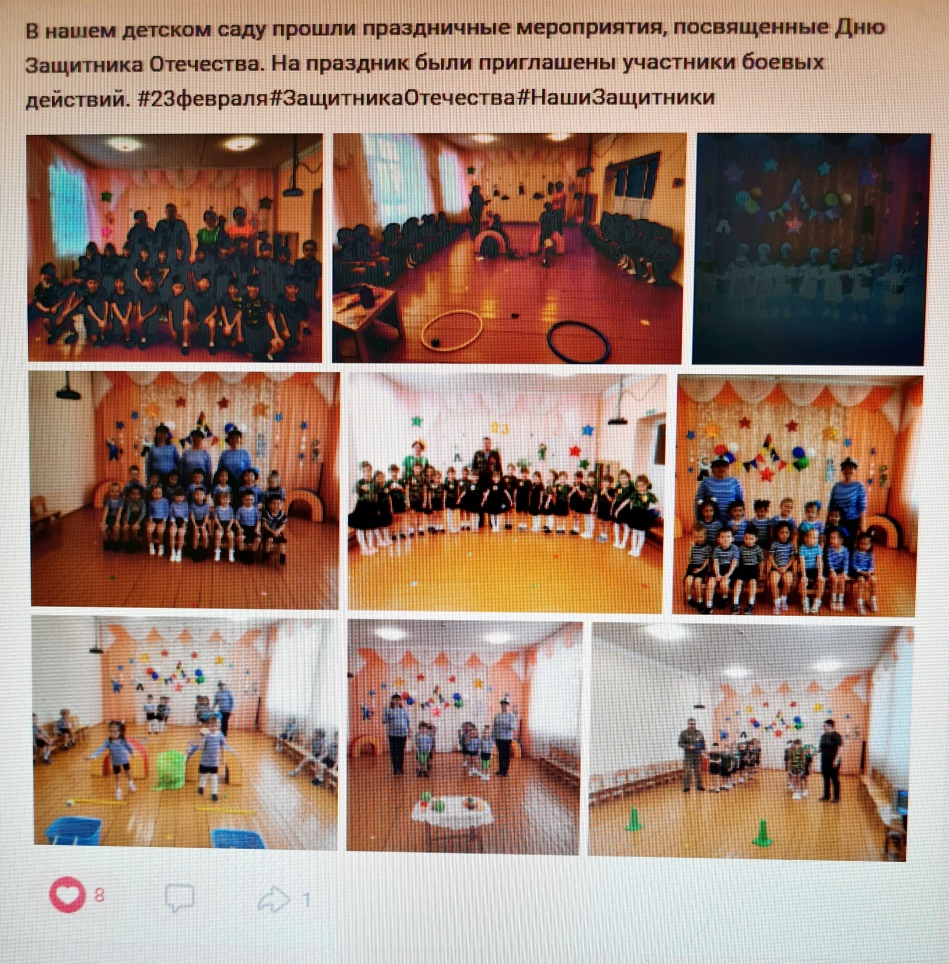 В нашем детском саду прошли праздничные мероприятия, посвященные Дню
Защитника Отечества. На праздник были приглашены участники боевых
действий. #23февраля#ЗащитникаОтечества#НашиЗащитники
23
8
1